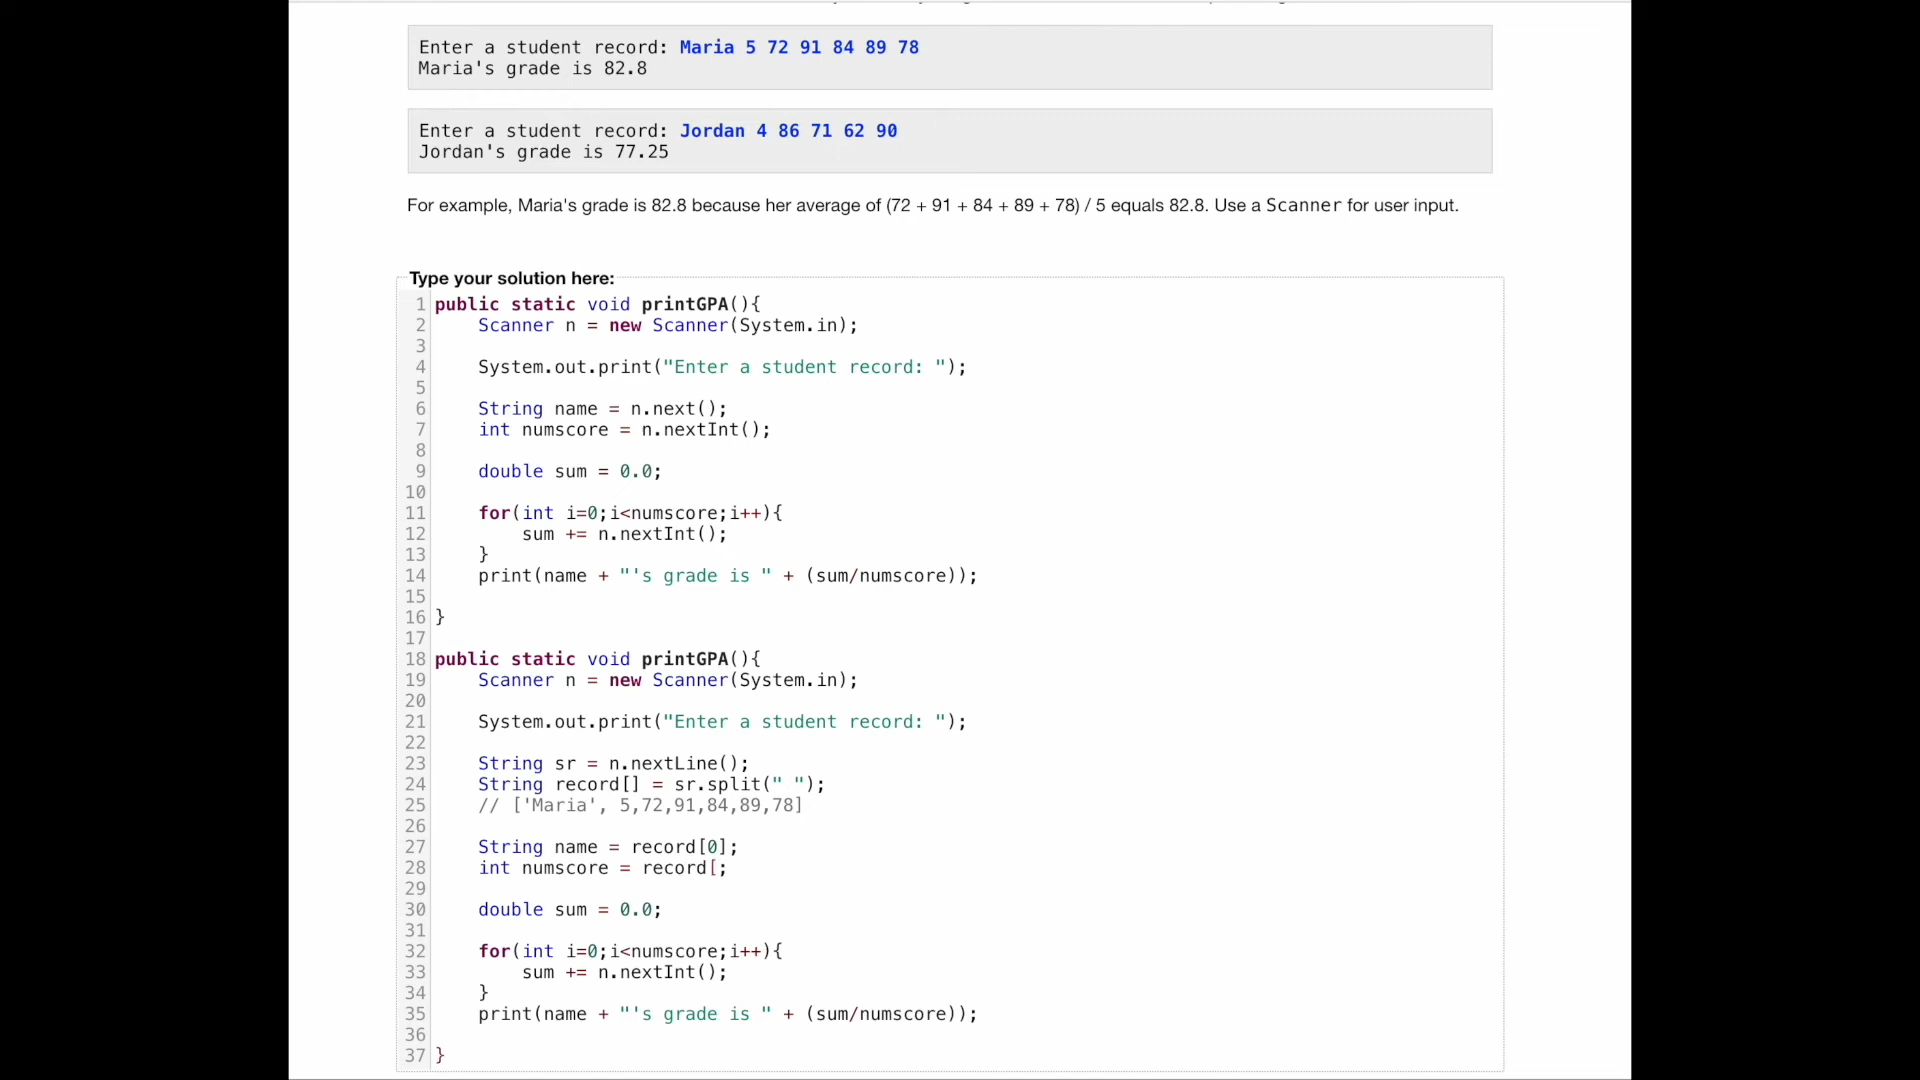 Enter a student record: Maria 5 72 91 84 89 78
Maria's grade is 82.8
Enter a student record: Jordan 4 86 71 62 90
Jordan's grade is 77.25
For example, Maria's grade is 82.8 because her average of (72 + 91 + 84 + 89 + 78) / 5 equals 82.8. Use a Scanner for user input.
Type your solution here:
1 public static void printGPA(){
2     Scanner n = new Scanner(System.in);
3
4     System.out.print("Enter a student record: ");
5
6     String name = n.next();
7     int numscore = n.nextInt();
8
9     double sum = 0.0;
10
11     for(int i=0;i<numscore;i++){
12         sum += n.nextInt();
13     }
14     print(name + "'s grade is " + (sum/numscore));
15
16 }
17
18 public static void printGPA(){
19     Scanner n = new Scanner(System.in);
20
21     System.out.print("Enter a student record: ");
22
23     String sr = n.nextLine();
24     String record[] = sr.split(" ");
25     // ['Maria', 5,72,91,84,89,78]
26
27     String name = record[0];
28     int numscore = record[;
29
30     double sum = 0.0;
31
32     for(int i=0;i<numscore;i++){
33         sum += n.nextInt();
34     }
35     print(name + "'s grade is " + (sum/numscore));
36
37 }